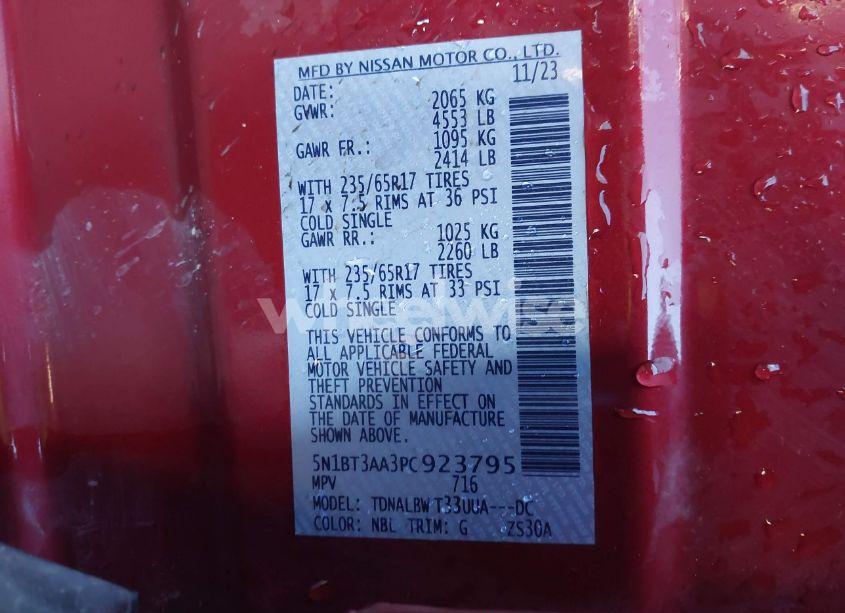 MFD BY NISSAN MOTOR CO., LTD.
DATE: 11/23
GVWR: 2065 KG
4553 LB
GAWR FR.: 1095 KG
2414 LB
WITH 235/65R17 TIRES
17 x 7.5 RIMS AT 36 PSI
COLD SINGLE
GAWR RR.: 1025 KG
2260 LB
WITH 235/65R17 TIRES
17 x 7.5 RIMS AT 33 PSI
COLD SINGLE
THIS VEHICLE CONFORMS TO
ALL APPLICABLE FEDERAL
MOTOR VEHICLE SAFETY AND
THEFT PREVENTION
STANDARDS IN EFFECT ON
THE DATE OF MANUFACTURE
SHOWN ABOVE.
5N1BT3AA3PC923795
MPV 716
MODEL: TDNALBWT33UUA---DC
COLOR: NBL TRIM: G ZS30A
wheelwise